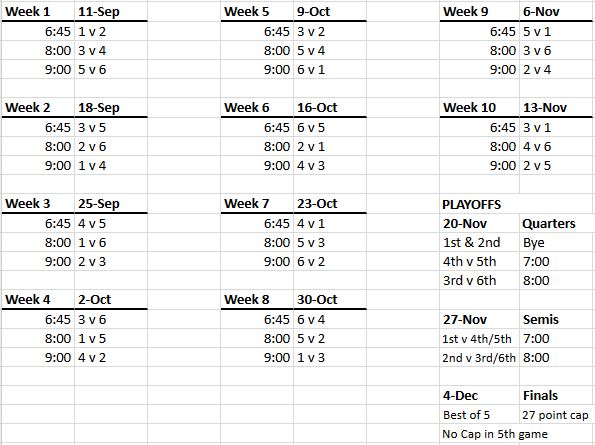 Week 1 11-Sep
6:45 1 v 2
8:00 3 v 4
9:00 5 v 6
Week 2 18-Sep
6:45 3 v 5
8:00 2 v 6
9:00 1 v 4
Week 3 25-Sep
6:45 4 v 5
8:00 1 v 6
9:00 2 v 3
Week 4 2-Oct
6:45 3 v 6
8:00 1 v 5
9:00 4 v 2
Week 5 9-Oct
6:45 3 v 2
8:00 5 v 4
9:00 6 v 1
Week 6 16-Oct
6:45 6 v 5
8:00 2 v 1
9:00 4 v 3
Week 7 23-Oct
6:45 4 v 1
8:00 5 v 3
9:00 6 v 2
Week 8 30-Oct
6:45 6 v 4
8:00 5 v 2
9:00 1 v 3
Week 9 6-Nov
6:45 5 v 1
8:00 3 v 6
9:00 2 v 4
Week 10 13-Nov
6:45 3 v 1
8:00 4 v 6
9:00 2 v 5
PLAYOFFS
20-Nov Quarters
1st & 2nd Bye
4th v 5th 7:00
3rd v 6th 8:00
27-Nov Semis
1st v 4th/5th 7:00
2nd v 3rd/6th 8:00
4-Dec Finals
Best of 5 27 point cap
No Cap in 5th game